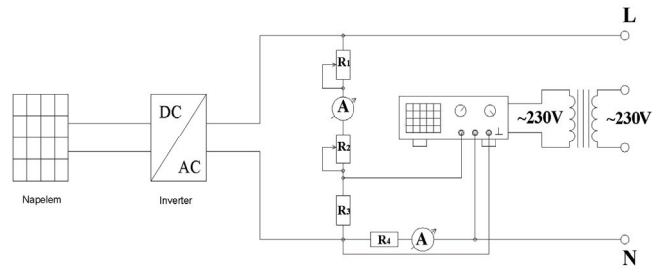 L
R1
DC
A
~230V
~230V
AC
R2
Napelem
Inverter
R3
R4
A
N